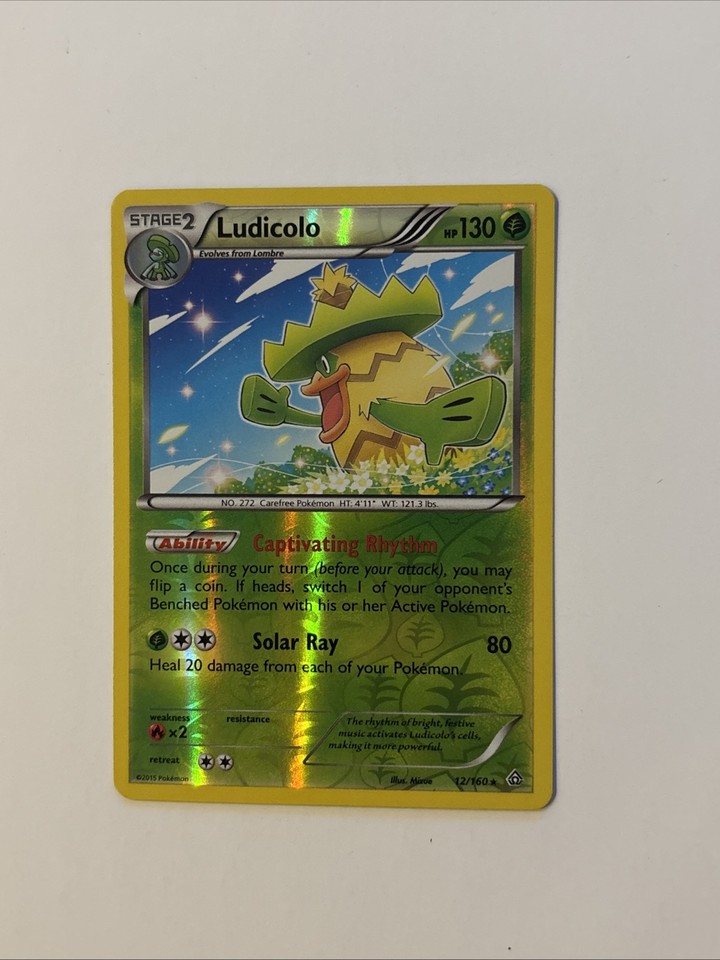 STAGE2 Ludicolo HP 130
Evolves from Lombre
NO. 272 Carefree Pokémon HT: 4'11" WT: 121.3 lbs.
Ability Captivating Rhythm
Once during your turn (before your attack), you may
flip a coin. If heads, switch 1 of your opponent's
Benched Pokémon with his or her Active Pokémon.
Solar Ray 80
Heal 20 damage from each of your Pokémon.
weakness resistance
×2
The rhythm of bright, festive
music activates Ludicolo's cells,
making it more powerful.
retreat
©2015 Pokémon Illus. Misue 12/160★